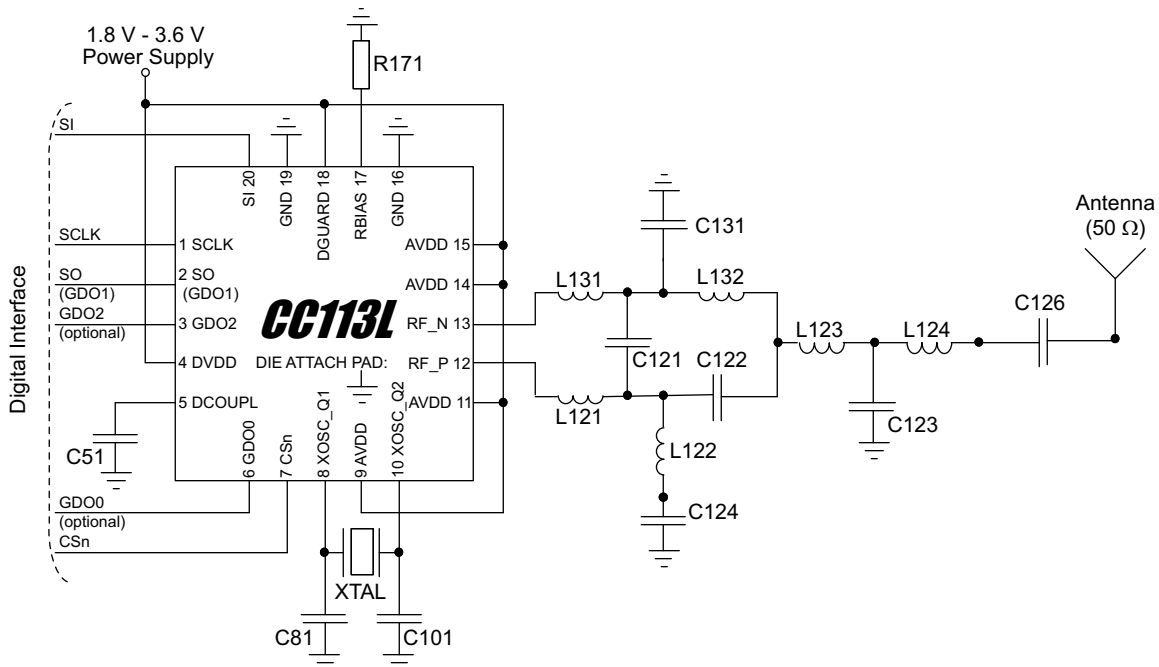 1.8 V - 3.6 V
Power Supply
R171
SI
SI 20
GND 19
DGUARD 18
RBIAS 17
GND 16
Digital Interface
SCLK
SO
(GDO1)
GDO2
(optional)
1 SCLK
2 SO
(GDO1)
3 GDO2
4 DVDD
5 DCOUPL
CC113L
DIE ATTACH PAD:
AVDD 15
AVDD 14
RF_N 13
RF_P 12
AVDD 11
6 GDO0
7 CSn
8 XOSC_Q1
9 AVDD
10 XOSC_Q2
C51
GDO0
(optional)
CSn
XTAL
C81
C101
C131
L131
L132
C121
C122
L121
L122
C124
L123
L124
C123
C126
Antenna
(50 Ω)